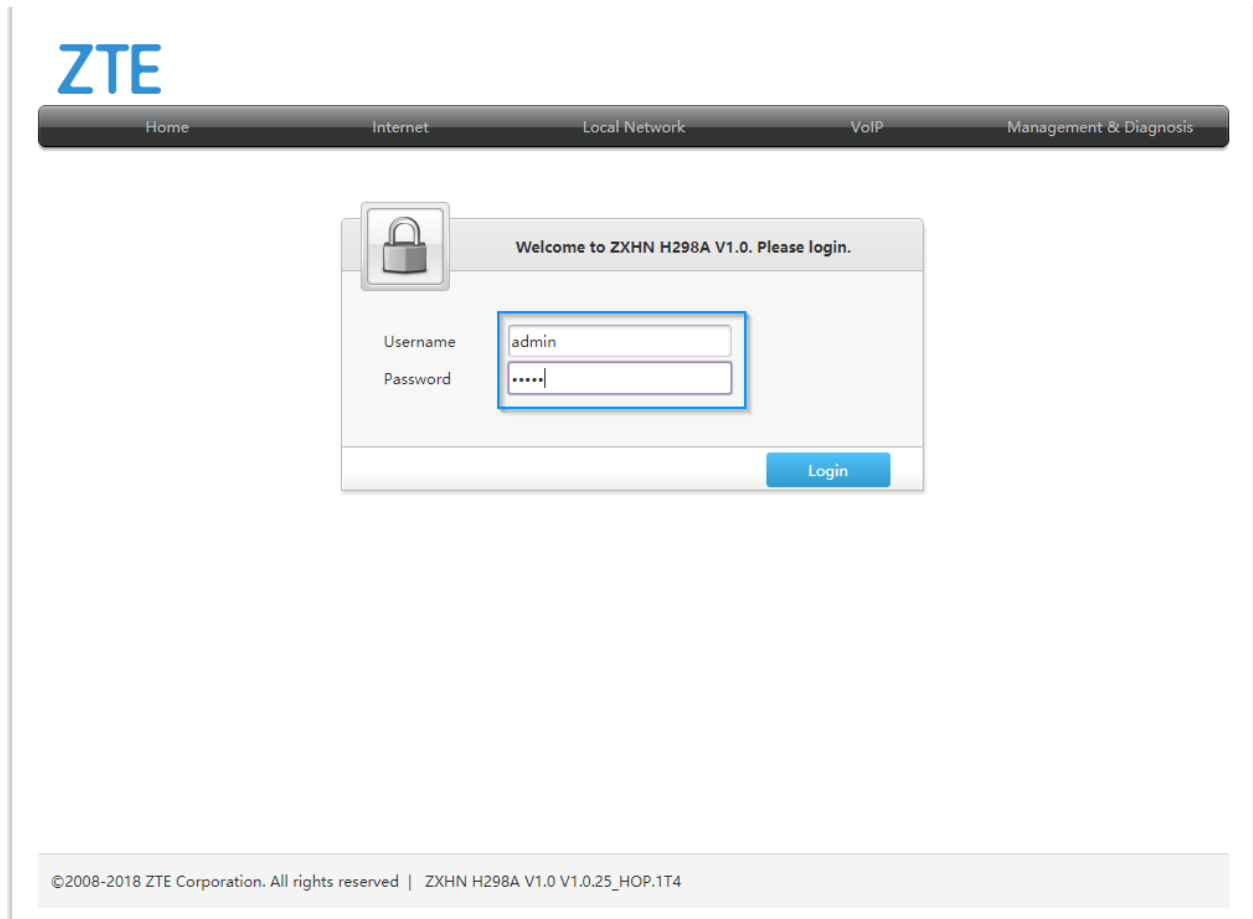 ZTE
Home Internet Local Network VoIP Management & Diagnosis
Welcome to ZXHN H298A V1.0. Please login.
Username admin
Password •••••
Login
©2008-2018 ZTE Corporation. All rights reserved | ZXHN H298A V1.0 V1.0.25_HOP.1T4